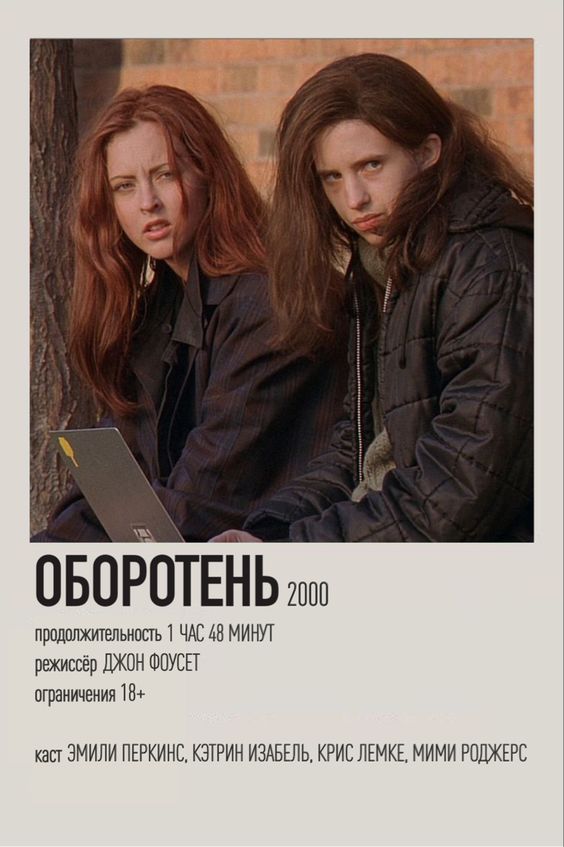 ОБОРОТЕНЬ 2000
продолжительность 1 ЧАС 48 МИНУТ
режиссёр ДЖОН ФОУСЕТ
ограничения 18+
каст ЭМИЛИ ПЕРКИНС, КЭТРИН ИЗАБЕЛЬ, КРИС ЛЕМКЕ, МИМИ РОДЖЕРС